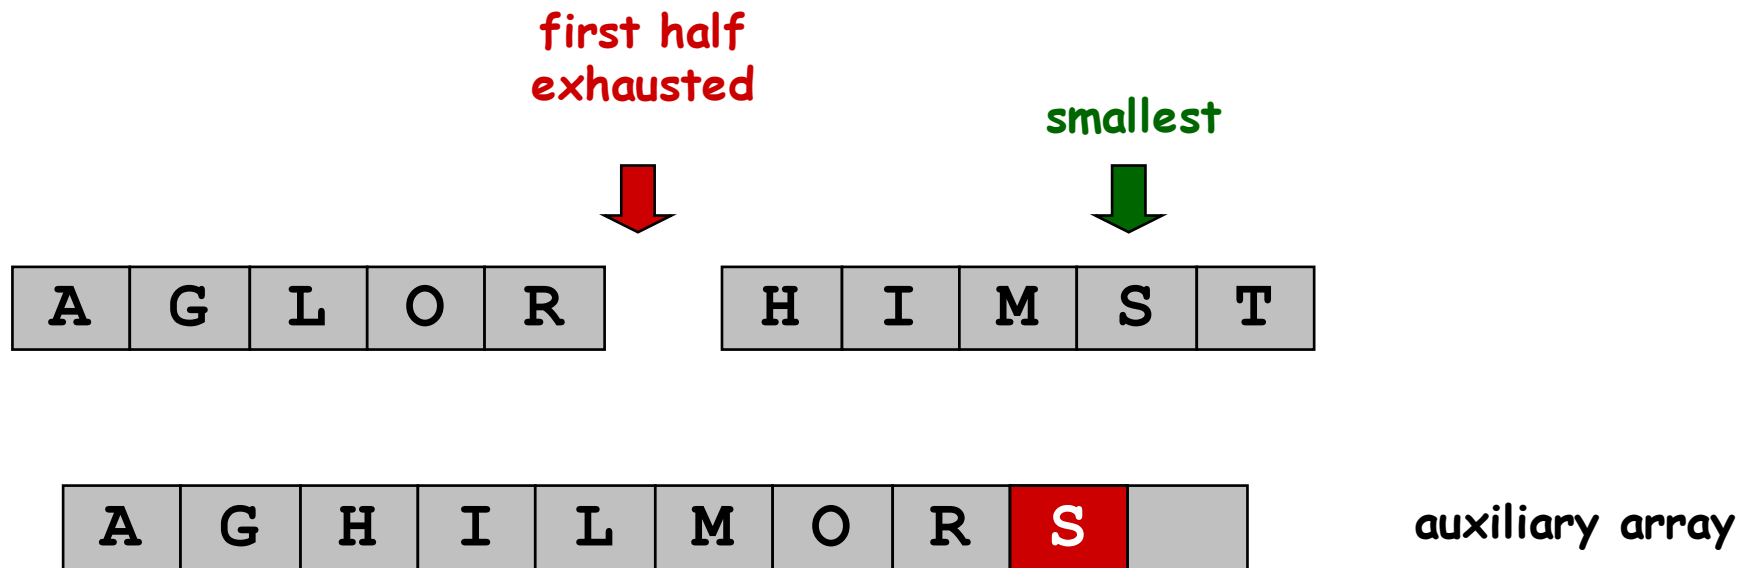 first half
exhausted
smallest
A G L O R H I M S T
A G H I L M O R S
auxiliary array